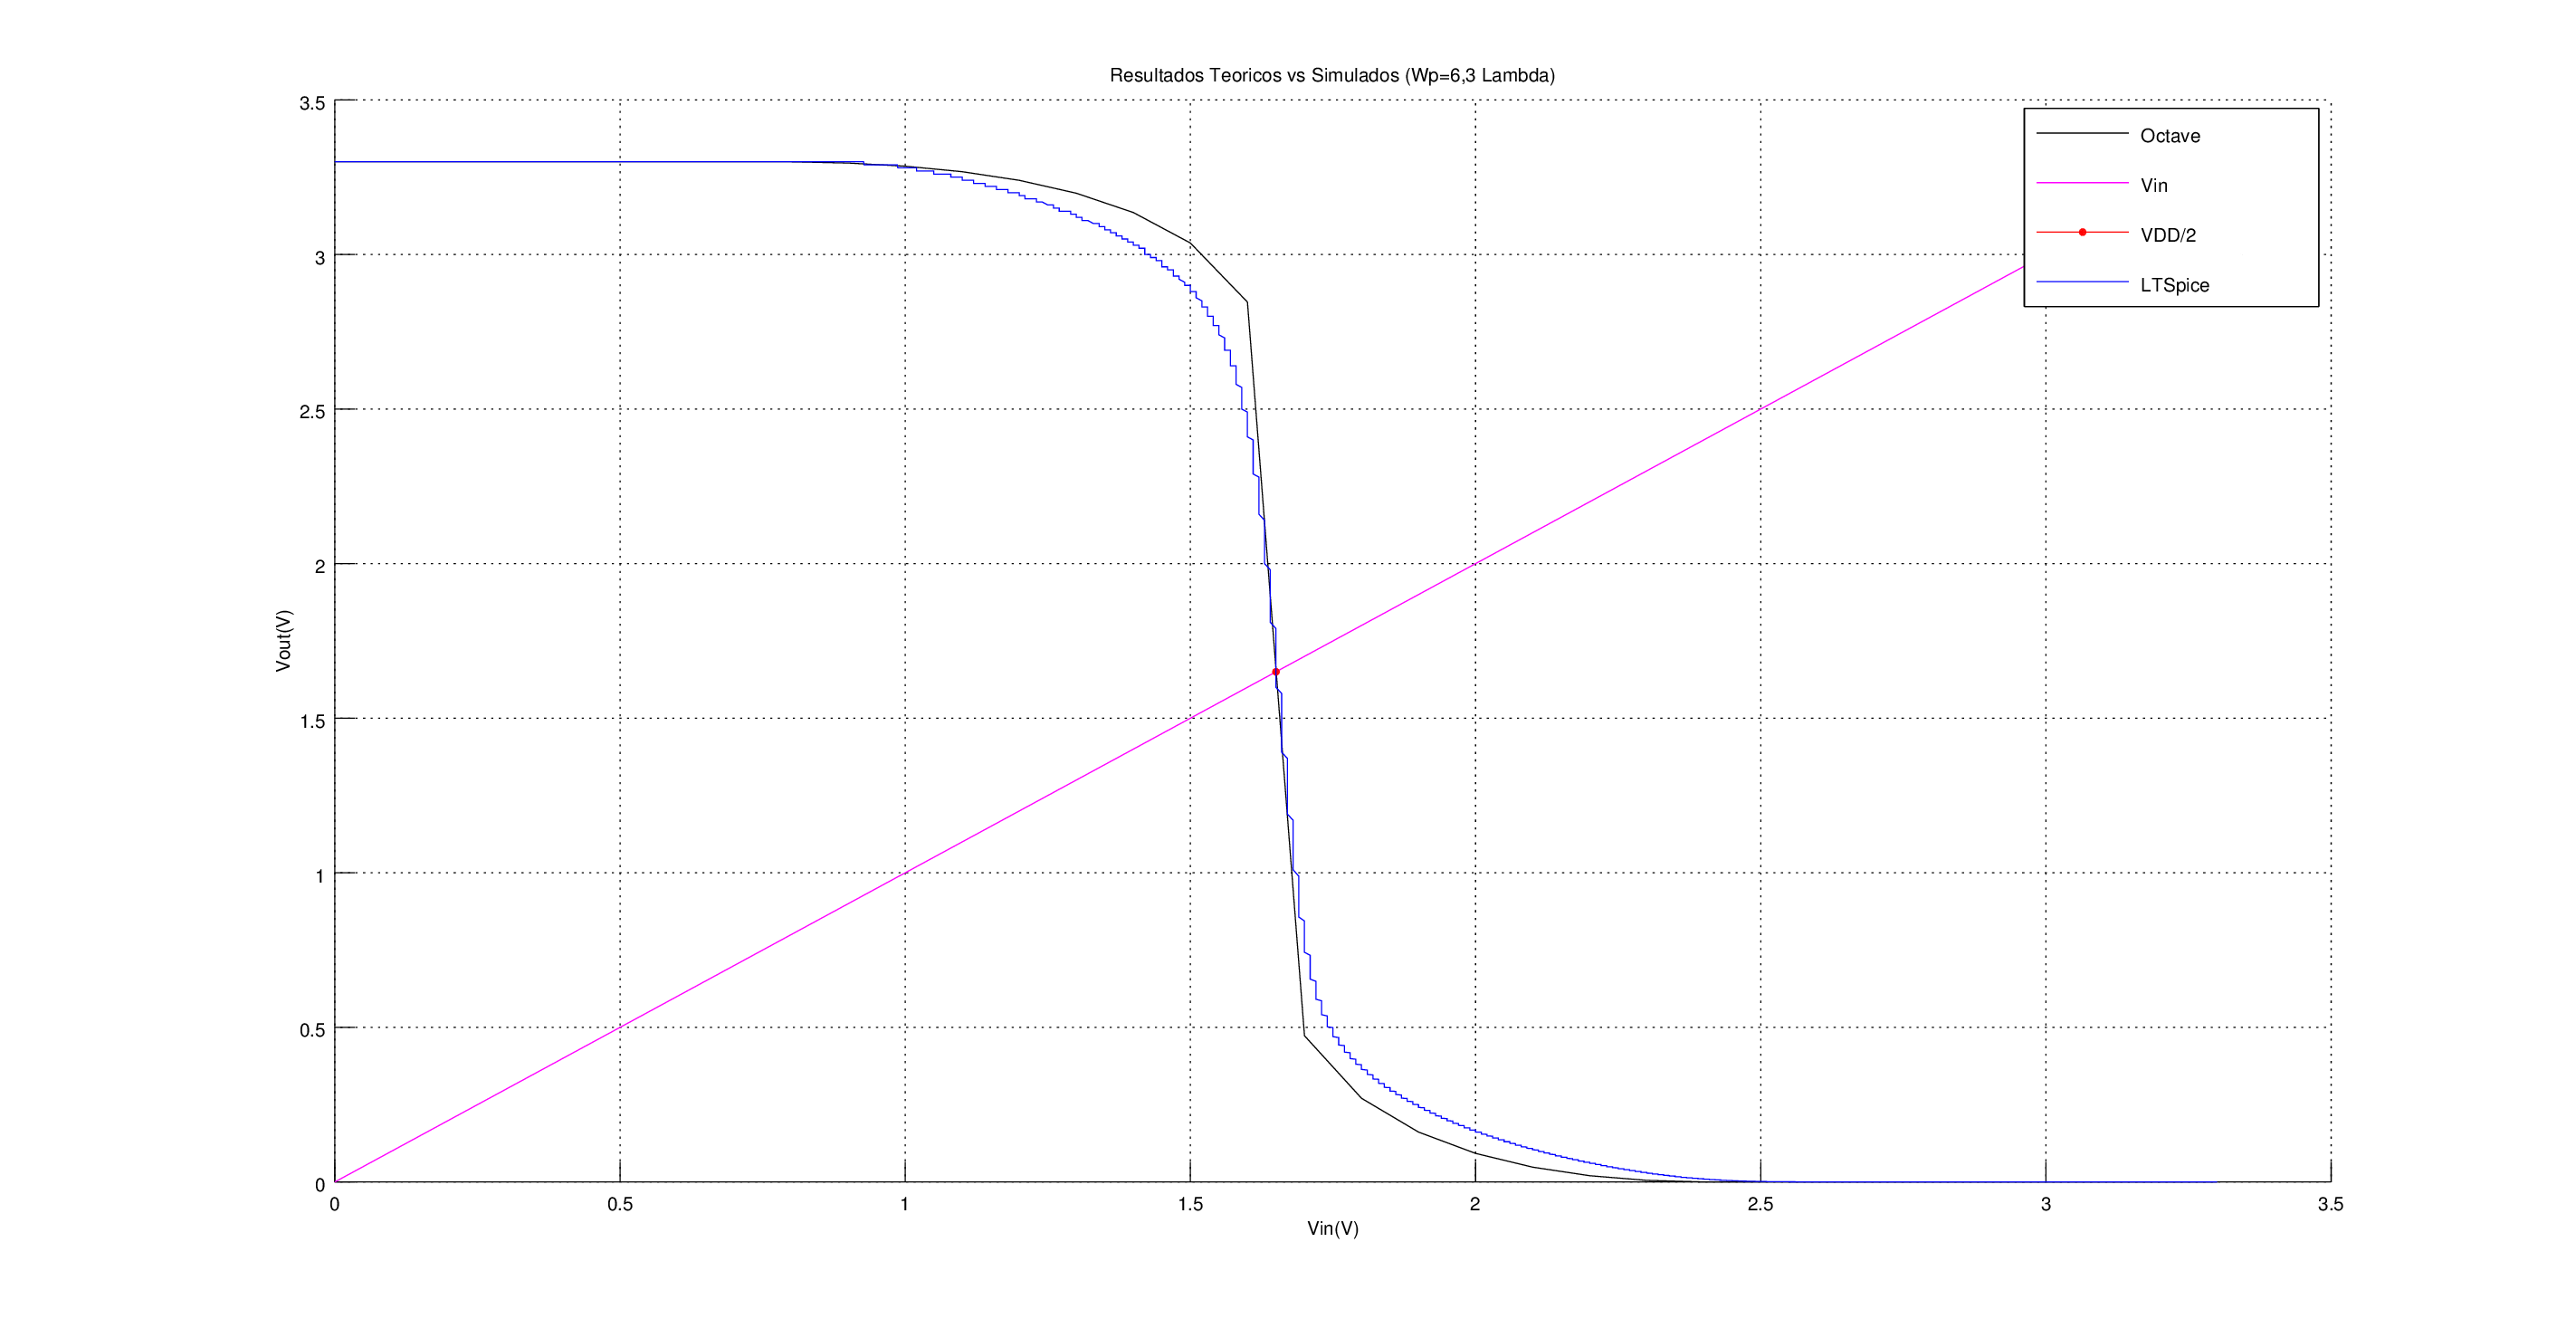 Resultados Teoricos vs Simulados (Wp=6,3 Lambda)
3.5
3
2.5
2
1.5
1
0.5
0
Vout(V)
Octave
Vin
VDD/2
LTSpice
0 0.5 1 1.5 2 2.5 3 3.5
Vin(V)